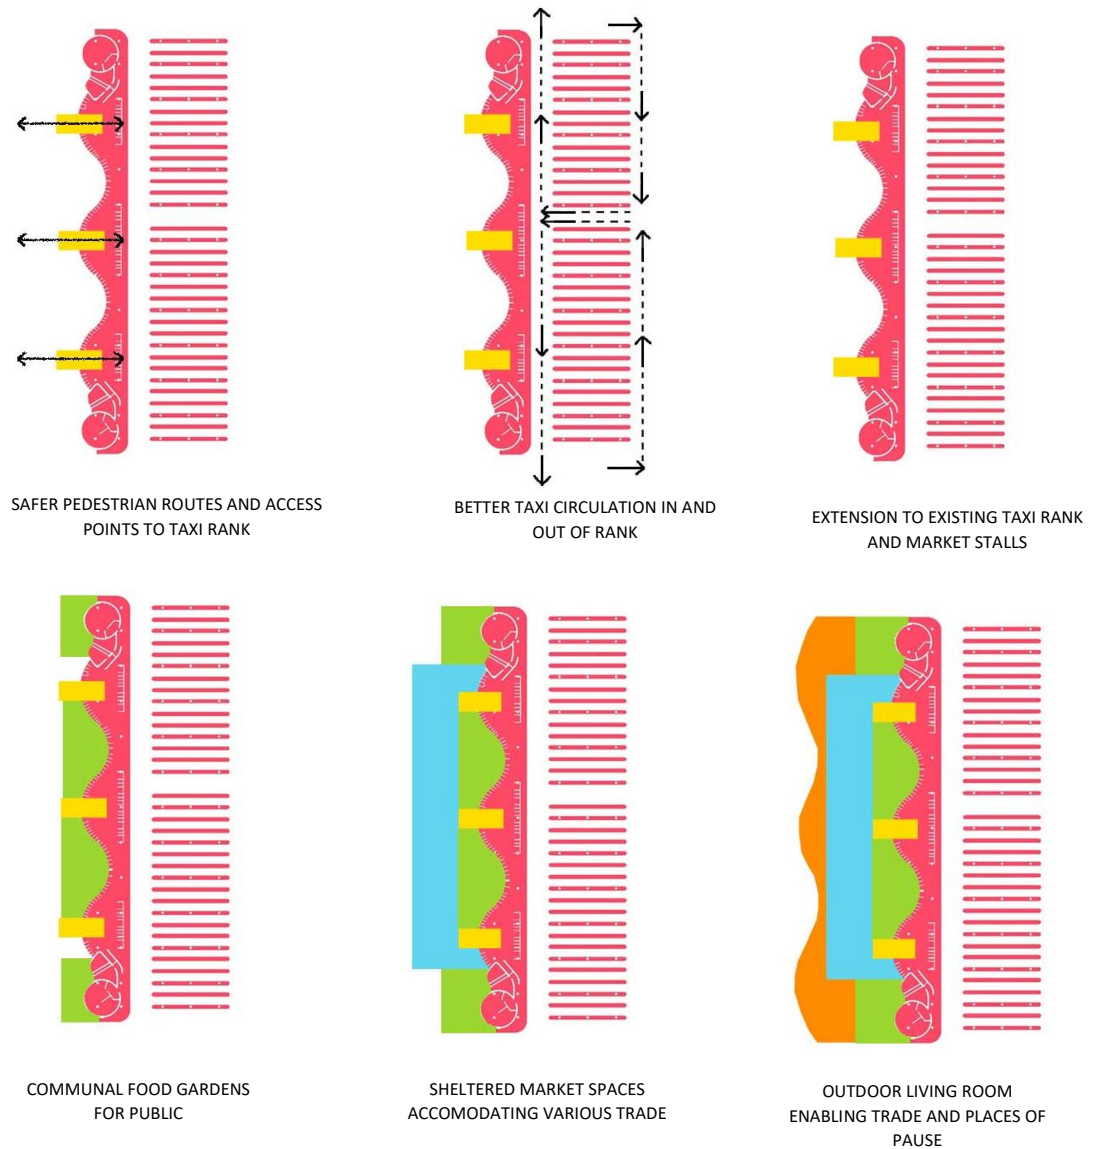 SAFER PEDESTRIAN ROUTES AND ACCESS
POINTS TO TAXI RANK
BETTER TAXI CIRCULATION IN AND
OUT OF RANK
EXTENSION TO EXISTING TAXI RANK
AND MARKET STALLS
COMMUNAL FOOD GARDENS
FOR PUBLIC
SHELTERED MARKET SPACES
ACCOMODATING VARIOUS TRADE
OUTDOOR LIVING ROOM
ENABLING TRADE AND PLACES OF
PAUSE